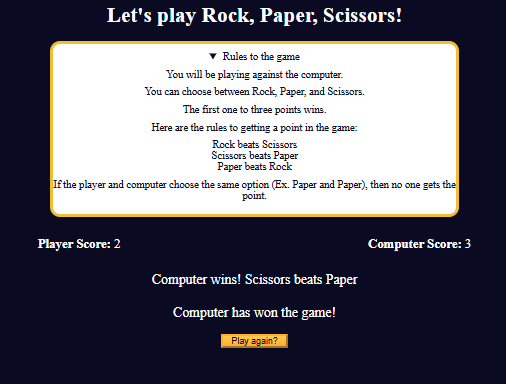 Let's play Rock, Paper, Scissors!
▼ Rules to the game
You will be playing against the computer.
You can choose between Rock, Paper, and Scissors.
The first one to three points wins.
Here are the rules to getting a point in the game:
Rock beats Scissors
Scissors beats Paper
Paper beats Rock
If the player and computer choose the same option (Ex. Paper and Paper), then no one gets the
point.
Player Score: 2 Computer Score: 3
Computer wins! Scissors beats Paper
Computer has won the game!
Play again?